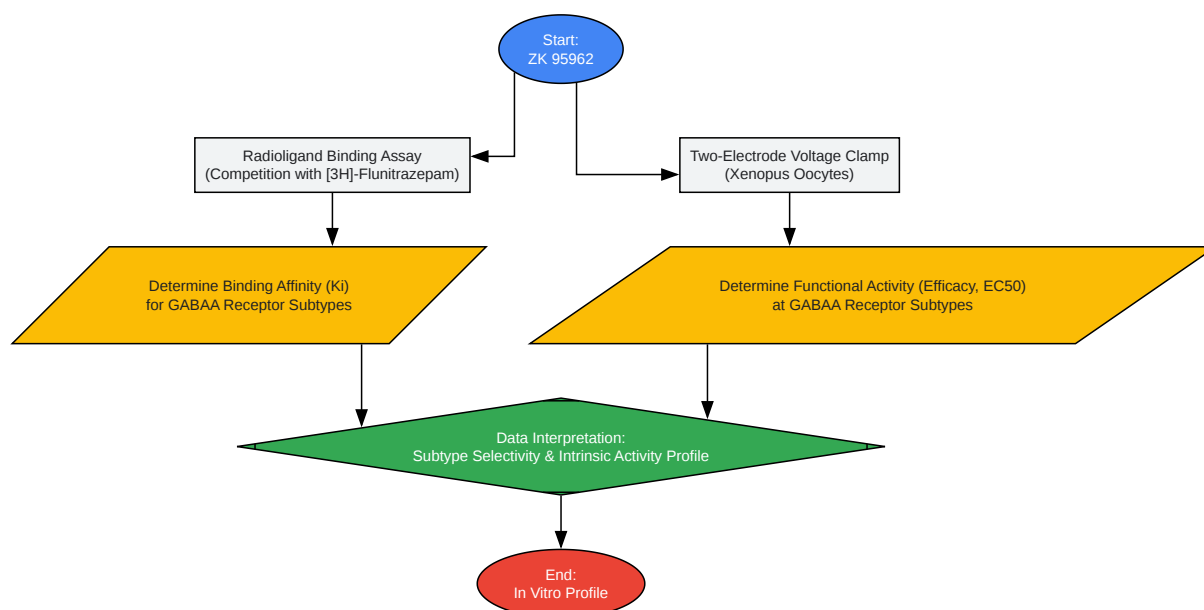 Start:
ZK 95962
Radioligand Binding Assay
(Competition with [3H]-Flunitrazepam)
Two-Electrode Voltage Clamp
(Xenopus Oocytes)
Determine Binding Affinity (Ki)
for GABAA Receptor Subtypes
Determine Functional Activity (Efficacy, EC50)
at GABAA Receptor Subtypes
Data Interpretation:
Subtype Selectivity & Intrinsic Activity Profile
End:
In Vitro Profile